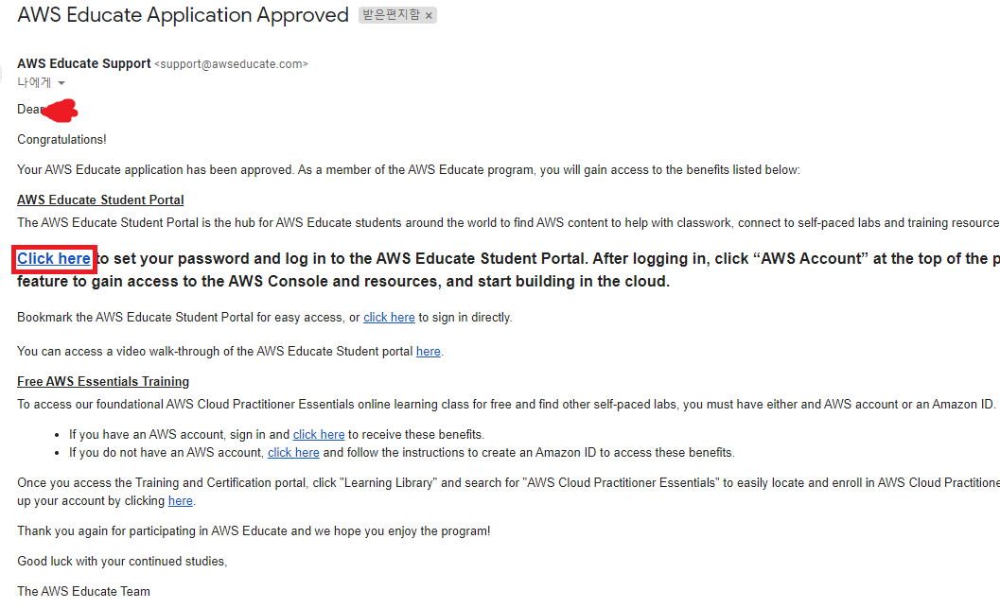 AWS Educate Application Approved 받은편지함 ×
AWS Educate Support <support@awseducate.com>
나에게
Dear
Congratulations!
Your AWS Educate application has been approved. As a member of the AWS Educate program, you will gain access to the benefits listed below:
AWS Educate Student Portal
The AWS Educate Student Portal is the hub for AWS Educate students around the world to find AWS content to help with classwork, connect to self-paced labs and training resource
Click here to set your password and log in to the AWS Educate Student Portal. After logging in, click “AWS Account” at the top of the p
feature to gain access to the AWS Console and resources, and start building in the cloud.
Bookmark the AWS Educate Student Portal for easy access, or click here to sign in directly.
You can access a video walk-through of the AWS Educate Student portal here.
Free AWS Essentials Training
To access our foundational AWS Cloud Practitioner Essentials online learning class for free and find other self-paced labs, you must have either and AWS account or an Amazon ID.
• If you have an AWS account, sign in and click here to receive these benefits.
• If you do not have an AWS account, click here and follow the instructions to create an Amazon ID to access these benefits.
Once you access the Training and Certification portal, click "Learning Library" and search for "AWS Cloud Practitioner Essentials" to easily locate and enroll in AWS Cloud Practitione
up your account by clicking here.
Thank you again for participating in AWS Educate and we hope you enjoy the program!
Good luck with your continued studies,
The AWS Educate Team